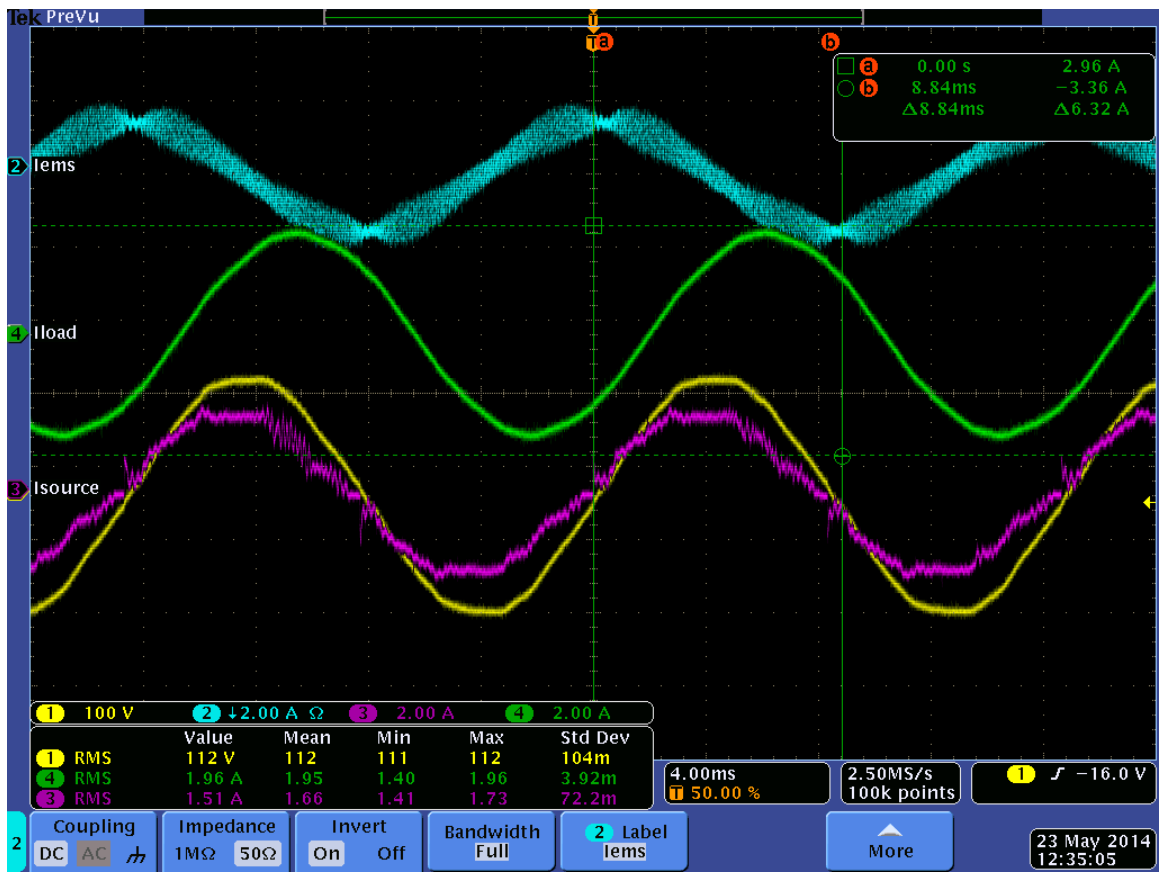 Tek PreVu
T
T a b
a 0.00 s 2.96 A
b 8.84ms −3.36 A
Δ8.84ms Δ6.32 A
2 Iems
4 Iload
3 Isource
1 100 V 2 ↓2.00 A Ω 3 2.00 A 4 2.00 A
Value Mean Min Max Std Dev
1 RMS 112 V 112 111 112 104m
4 RMS 1.96 A 1.95 1.40 1.96 3.92m
3 RMS 1.51 A 1.66 1.41 1.73 72.2m
4.00ms
T 50.00 %
2.50MS/s
100k points
1 ∫ −16.0 V
2
Coupling
DC AC
Impedance
1MΩ 50Ω
Invert
On Off
Bandwidth
Full
2 Label
Iems
More
23 May 2014
12:35:05